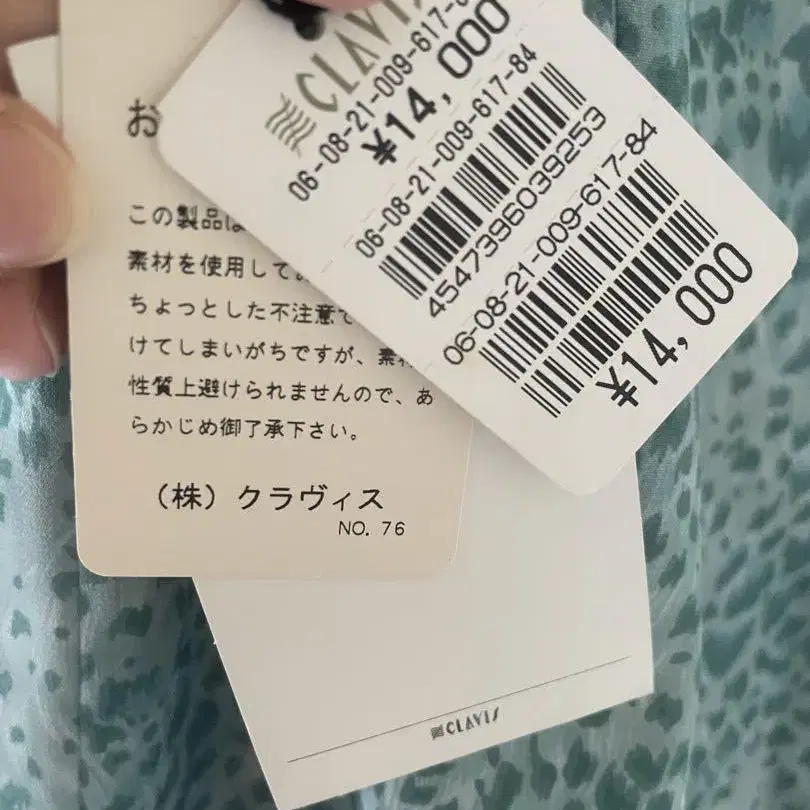 CLAVIS
06-08-21-009-617-8
¥14,000
06-08-21-009-617-84
4547396039253
06-08-21-009-617-84
¥14,000
お
この製品は
素材を使用して
ちょっとした不注意で
けてしまいがちですが、素材
性質上避けられませんので、あ
らかじめ御了承下さい。
(株)クラヴィス
NO. 76
CLAVIS